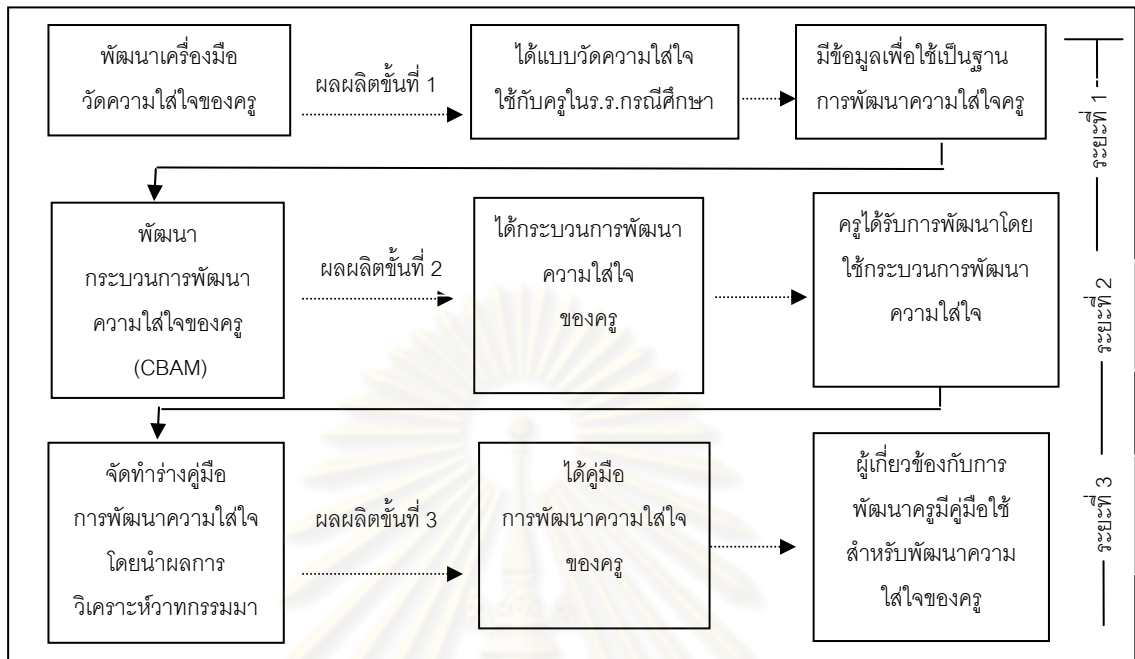 พัฒนาเครื่องมือ
วัดความใส่ใจของครู
ผลผลิตขั้นที่ 1
ได้แบบวัดความใส่ใจ
ใช้กับครูในร.ร.กรณีศึกษา
มีข้อมูลเพื่อใช้เป็นฐาน
การพัฒนาความใส่ใจครู
ระยะที่ 1
พัฒนา
กระบวนการพัฒนา
ความใส่ใจของครู
(CBAM)
ผลผลิตขั้นที่ 2
ได้กระบวนการพัฒนา
ความใส่ใจ
ของครู
ครูได้รับการพัฒนาโดย
ใช้กระบวนการพัฒนา
ความใส่ใจ
ระยะที่ 2
จัดทำร่างคู่มือ
การพัฒนาความใส่ใจ
โดยนำผลการ
วิเคราะห์วาทกรรมมา
ผลผลิตขั้นที่ 3
ได้คู่มือ
การพัฒนาความใส่ใจ
ของครู
ผู้เกี่ยวข้องกับการ
พัฒนาครูมีคู่มือใช้
สำหรับพัฒนาความ
ใส่ใจของครู
ระยะที่ 3